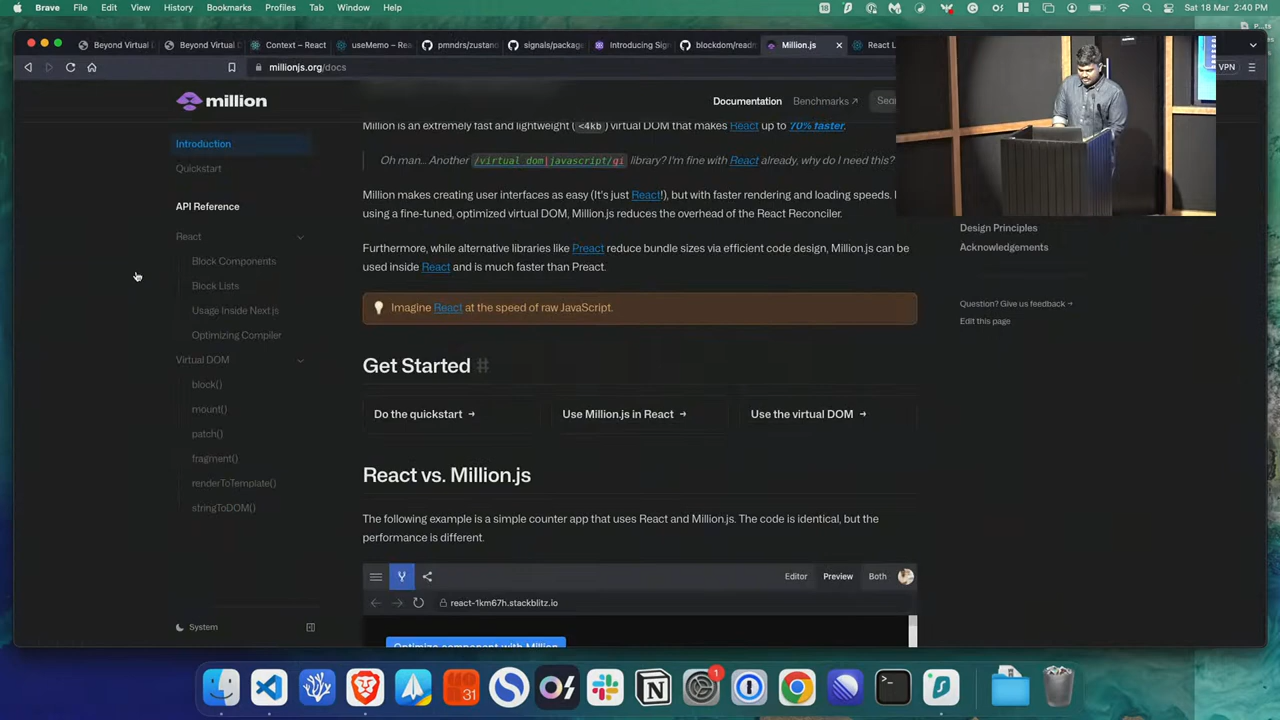 Brave File Edit View History Bookmarks Profiles Tab Window Help
18
Sat 18 Mar 2:40 PM
Beyond Virtual
Beyond Virtual D
Context – React
useMemo – Rea
pmndrs/zustand
signals/package
Introducing Sign
blockdom/readn
Million.js
React L
millionjs.org/docs
VPN
million
Documentation
Benchmarks
Sear
Introduction
Quickstart
API Reference
React
Block Components
Block Lists
Usage Inside Next.js
Optimizing Compiler
Virtual DOM
block()
mount()
patch()
fragment()
renderToTemplate()
stringToDOM()
System
Million is an extremely fast and lightweight (<4kb) virtual DOM that makes React up to 70% faster.
Oh man... Another /virtual dom|javascript/gi library? I'm fine with React already, why do I need this?
Million makes creating user interfaces as easy (It's just React!), but with faster rendering and loading speeds.
using a fine-tuned, optimized virtual DOM, Million.js reduces the overhead of the React Reconciler.
Furthermore, while alternative libraries like Preact reduce bundle sizes via efficient code design, Million.js can be
used inside React and is much faster than Preact.
Imagine React at the speed of raw JavaScript.
Get Started #
Do the quickstart →
Use Million.js in React →
Use the virtual DOM →
React vs. Million.js
The following example is a simple counter app that uses React and Million.js. The code is identical, but the
performance is different.
Editor Preview Both
react-1km67h.stackblitz.io
Optimize component with Million
Design Principles
Acknowledgements
Question? Give us feedback →
Edit this page
31
1